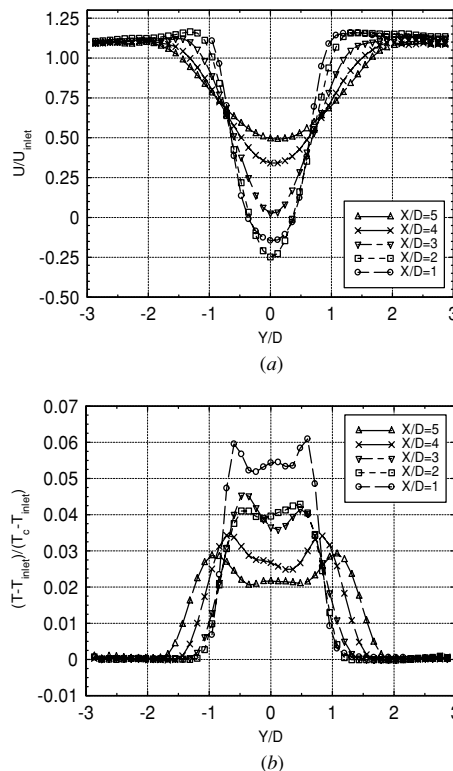 1.25
1.00
0.75
0.50
0.25
0
-0.25
-0.50
U/U_inlet
-3 -2 -1 0 1 2 3
Y/D
X/D=5
X/D=4
X/D=3
X/D=2
X/D=1
(a)
0.07
0.06
0.05
0.04
0.03
0.02
0.01
0
-0.01
(T-T_inlet)/(T_c-T_inlet)
-3 -2 -1 0 1 2 3
Y/D
X/D=5
X/D=4
X/D=3
X/D=2
X/D=1
(b)